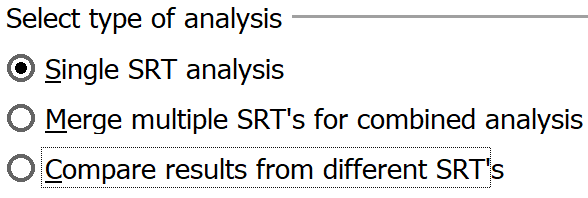 Select type of analysis
Single SRT analysis
Merge multiple SRT's for combined analysis
Compare results from different SRT's